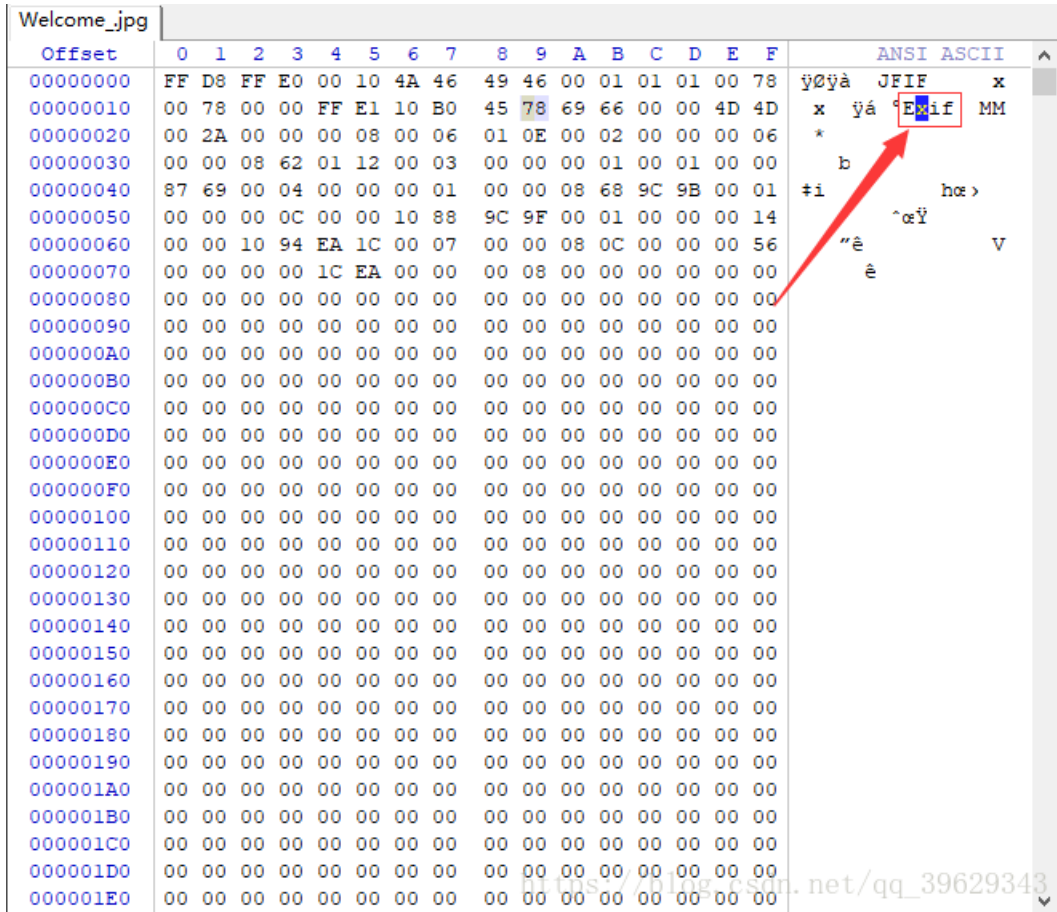 Welcome_.jpg
Offset 0 1 2 3 4 5 6 7 8 9 A B C D E F ANSI ASCII
00000000 FF D8 FF E0 00 10 4A 46 49 46 00 01 01 01 00 78 ÿØÿà JFIF x
00000010 00 78 00 00 FF E1 10 B0 45 78 69 66 00 00 4D 4D x ÿá °Exif MM
00000020 00 2A 00 00 00 08 00 06 01 0E 00 02 00 00 00 06 *
00000030 00 00 08 62 01 12 00 03 00 00 00 01 00 01 00 00 b
00000040 87 69 00 04 00 00 00 01 00 00 08 68 9C 9B 00 01 ‡i hœ›
00000050 00 00 00 0C 00 00 10 88 9C 9F 00 01 00 00 00 14 ˆœŸ
00000060 00 00 10 94 EA 1C 00 07 00 00 08 0C 00 00 00 56 ”ê V
00000070 00 00 00 00 1C EA 00 00 00 08 00 00 00 00 00 00 ê
00000080 00 00 00 00 00 00 00 00 00 00 00 00 00 00 00 00
00000090 00 00 00 00 00 00 00 00 00 00 00 00 00 00 00 00
000000A0 00 00 00 00 00 00 00 00 00 00 00 00 00 00 00 00
000000B0 00 00 00 00 00 00 00 00 00 00 00 00 00 00 00 00
000000C0 00 00 00 00 00 00 00 00 00 00 00 00 00 00 00 00
000000D0 00 00 00 00 00 00 00 00 00 00 00 00 00 00 00 00
000000E0 00 00 00 00 00 00 00 00 00 00 00 00 00 00 00 00
000000F0 00 00 00 00 00 00 00 00 00 00 00 00 00 00 00 00
00000100 00 00 00 00 00 00 00 00 00 00 00 00 00 00 00 00
00000110 00 00 00 00 00 00 00 00 00 00 00 00 00 00 00 00
00000120 00 00 00 00 00 00 00 00 00 00 00 00 00 00 00 00
00000130 00 00 00 00 00 00 00 00 00 00 00 00 00 00 00 00
00000140 00 00 00 00 00 00 00 00 00 00 00 00 00 00 00 00
00000150 00 00 00 00 00 00 00 00 00 00 00 00 00 00 00 00
00000160 00 00 00 00 00 00 00 00 00 00 00 00 00 00 00 00
00000170 00 00 00 00 00 00 00 00 00 00 00 00 00 00 00 00
00000180 00 00 00 00 00 00 00 00 00 00 00 00 00 00 00 00
00000190 00 00 00 00 00 00 00 00 00 00 00 00 00 00 00 00
000001A0 00 00 00 00 00 00 00 00 00 00 00 00 00 00 00 00
000001B0 00 00 00 00 00 00 00 00 00 00 00 00 00 00 00 00
000001C0 00 00 00 00 00 00 00 00 00 00 00 00 00 00 00 00
000001D0 00 00 00 00 00 00 00 00 00 00 00 00 00 00 00 00
000001E0 00 00 00 00 00 00 00 00 00 00 00 00 00 00 00 00
https://blog.csdn.net/qq_39629343